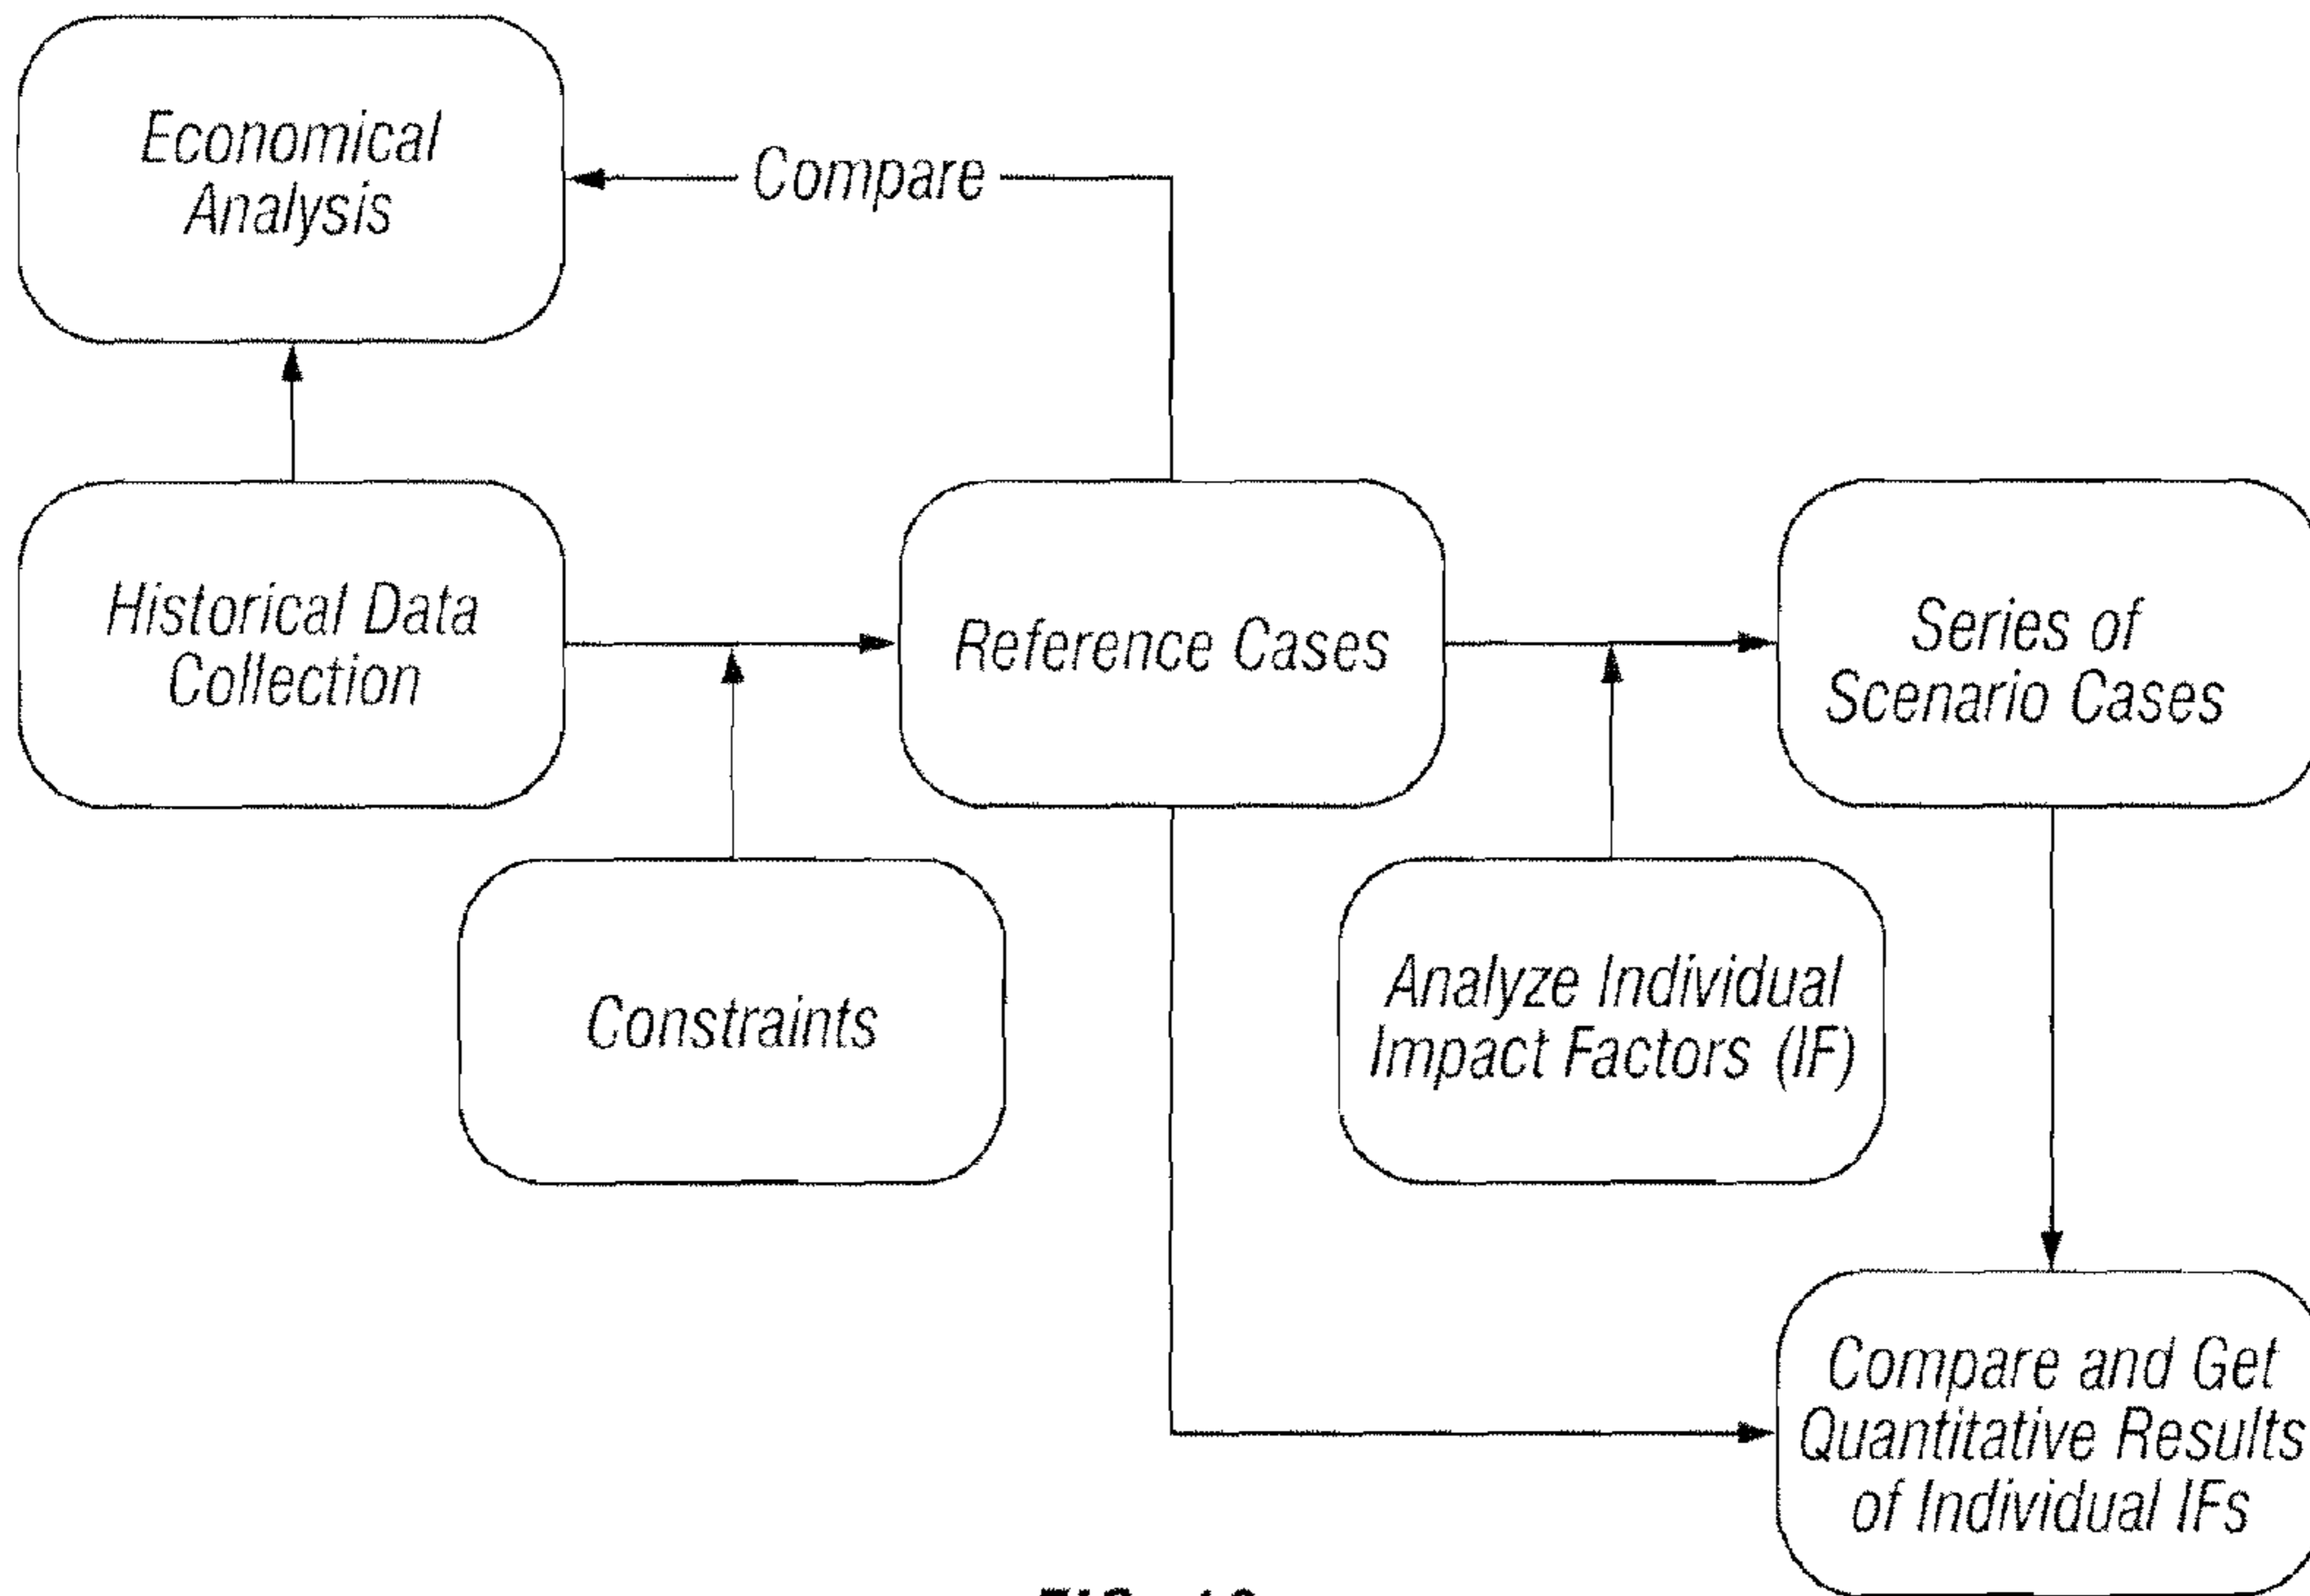 Economical
Analysis
Compare
Historical Data
Collection
Reference Cases
Series of
Scenario Cases
Constraints
Analyze Individual
Impact Factors (IF)
Compare and Get
Quantitative Results
of Individual IFs